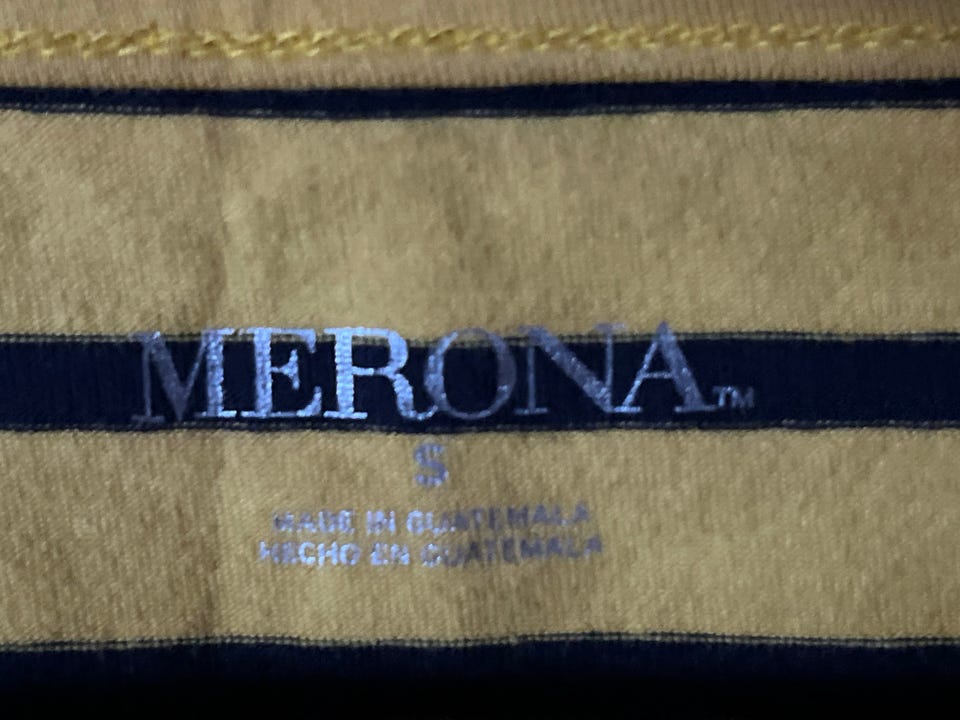 MERONA™
S
MADE IN GUATEMALA
HECHO EN GUATEMALA